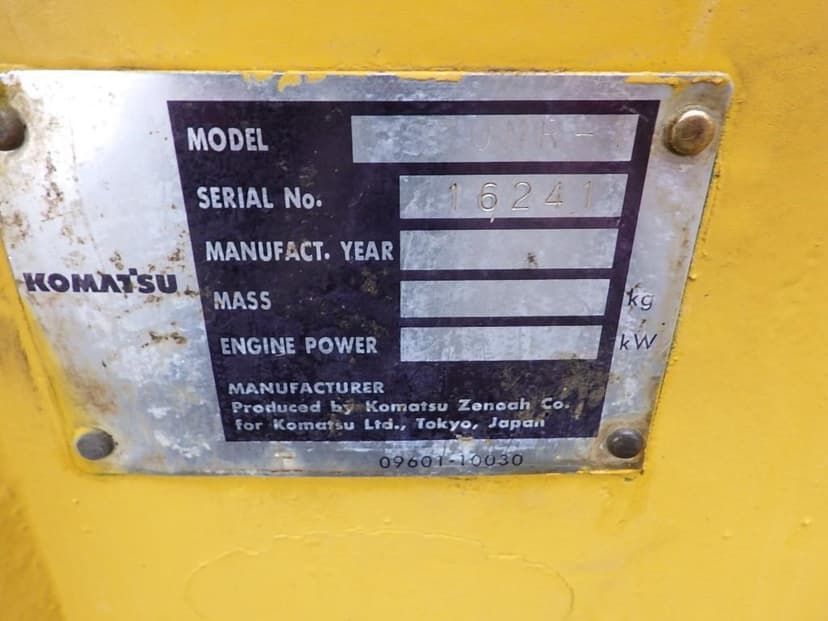 MODEL
SERIAL No. 16241
MANUFACT. YEAR
KOMATSU
MASS kg
ENGINE POWER kW
MANUFACTURER
Produced by Komatsu Zenoah Co.
for Komatsu Ltd., Tokyo, Japan
09601-10030